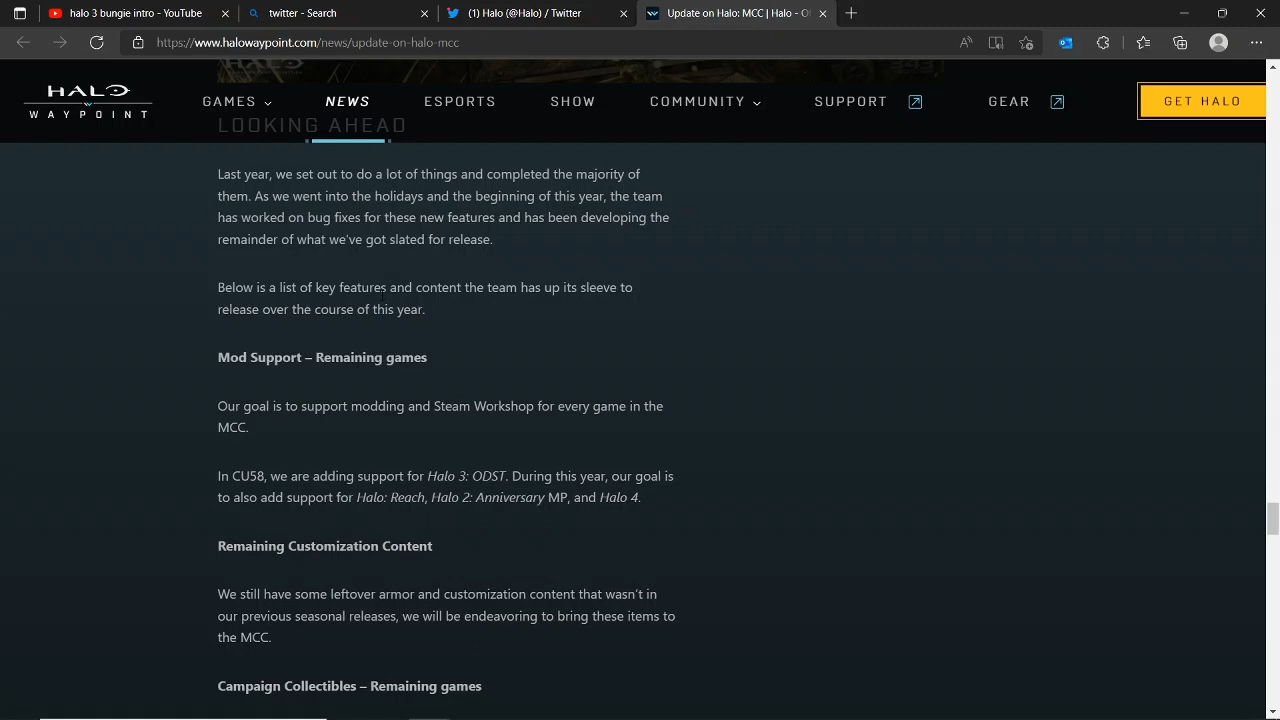 halo 3 bungie intro - YouTube
twitter - Search
(1) Halo (@Halo) / Twitter
Update on Halo: MCC | Halo - O
https://www.halowaypoint.com/news/update-on-halo-mcc
HALO
WAYPOINT
GAMES
NEWS
ESPORTS
SHOW
COMMUNITY
SUPPORT
GEAR
GET HALO
LOOKING AHEAD
Last year, we set out to do a lot of things and completed the majority of
them. As we went into the holidays and the beginning of this year, the team
has worked on bug fixes for these new features and has been developing the
remainder of what we've got slated for release.
Below is a list of key features and content the team has up its sleeve to
release over the course of this year.
Mod Support – Remaining games
Our goal is to support modding and Steam Workshop for every game in the
MCC.
In CU58, we are adding support for Halo 3: ODST. During this year, our goal is
to also add support for Halo: Reach, Halo 2: Anniversary MP, and Halo 4.
Remaining Customization Content
We still have some leftover armor and customization content that wasn't in
our previous seasonal releases, we will be endeavoring to bring these items to
the MCC.
Campaign Collectibles – Remaining games